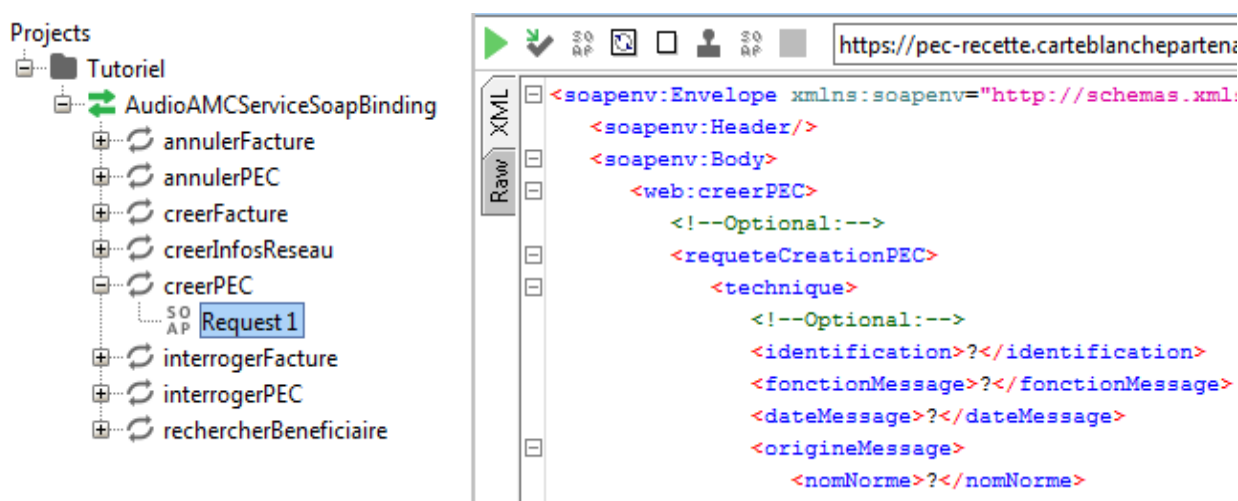 Projects
Tutoriel
AudioAMCServiceSoapBinding
annulerFacture
annulerPEC
creerFacture
creerInfosReseau
creerPEC
SO
AP
Request 1
interrogerFacture
interrogerPEC
rechercherBeneficiaire
SO
AP
SO
AP
https://pec-recette.carteblanchepartena
XML
Raw
<soapenv:Envelope xmlns:soapenv="http://schemas.xmls
<soapenv:Header/>
<soapenv:Body>
<web:creerPEC>
<!--Optional:-->
<requeteCreationPEC>
<technique>
<!--Optional:-->
<identification>?</identification>
<fonctionMessage>?</fonctionMessage>
<dateMessage>?</dateMessage>
<origineMessage>
<nomNorme>?</nomNorme>